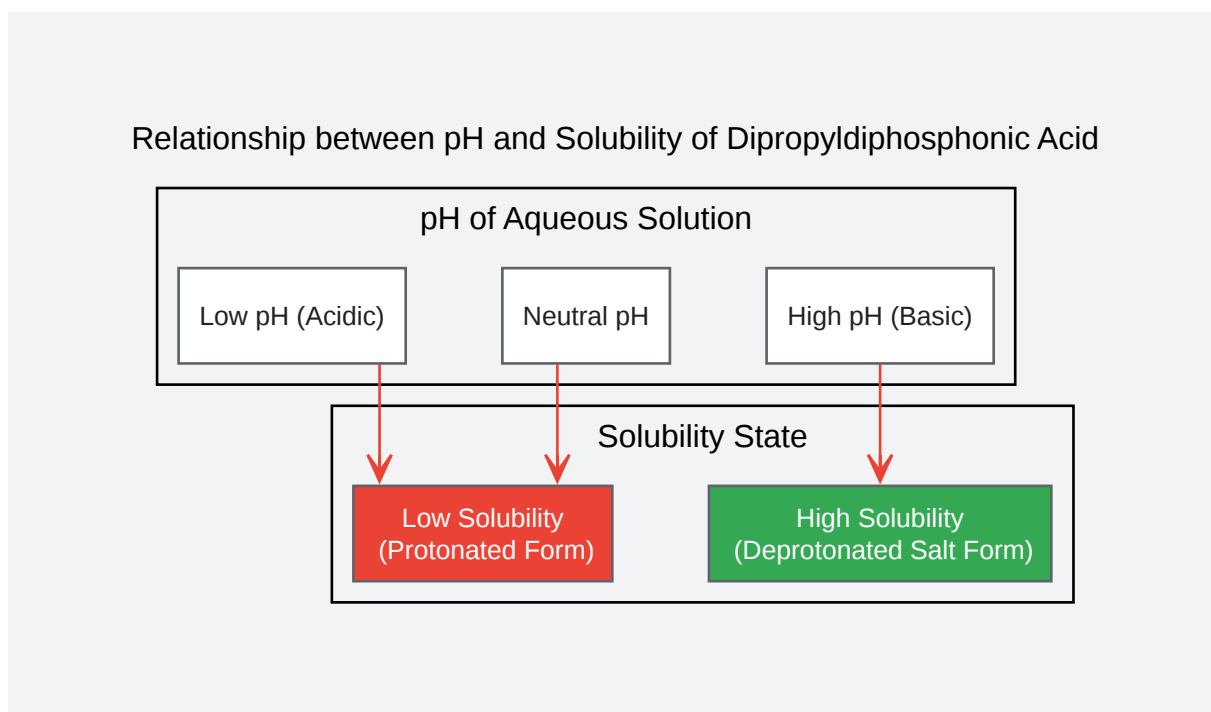 Relationship between pH and Solubility of Dipropyldiphosphonic Acid
pH of Aqueous Solution
Low pH (Acidic)
Neutral pH
High pH (Basic)
Solubility State
Low Solubility
(Protonated Form)
High Solubility
(Deprotonated Salt Form)